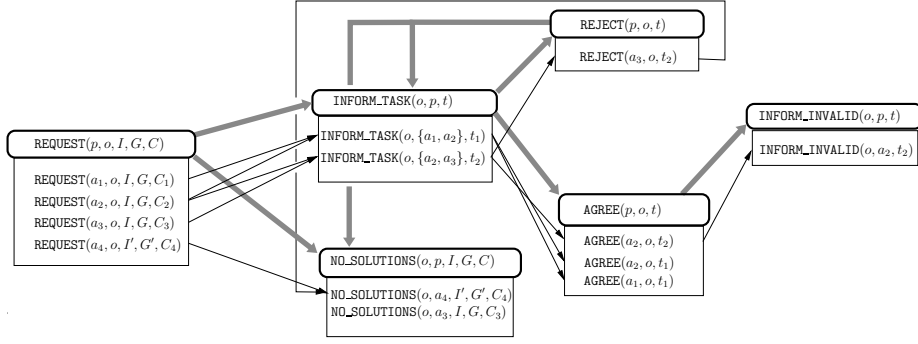 REJECT(p, o, t)
REJECT(a₃, o, t₂)
INFORM_TASK(o, p, t)
INFORM_TASK(o, {a₁, a₂}, t₁)
INFORM_TASK(o, {a₂, a₃}, t₂)
INFORM_INVALID(o, p, t)
INFORM_INVALID(o, a₂, t₂)
REQUEST(p, o, I, G, C)
REQUEST(a₁, o, I, G, C₁)
REQUEST(a₂, o, I, G, C₂)
REQUEST(a₃, o, I, G, C₃)
REQUEST(a₄, o, I′, G′, C₄)
AGREE(p, o, t)
AGREE(a₂, o, t₂)
AGREE(a₂, o, t₁)
AGREE(a₁, o, t₁)
NO_SOLUTIONS(o, p, I, G, C)
NO_SOLUTIONS(o, a₄, I′, G′, C₄)
NO_SOLUTIONS(o, a₃, I, G, C₃)